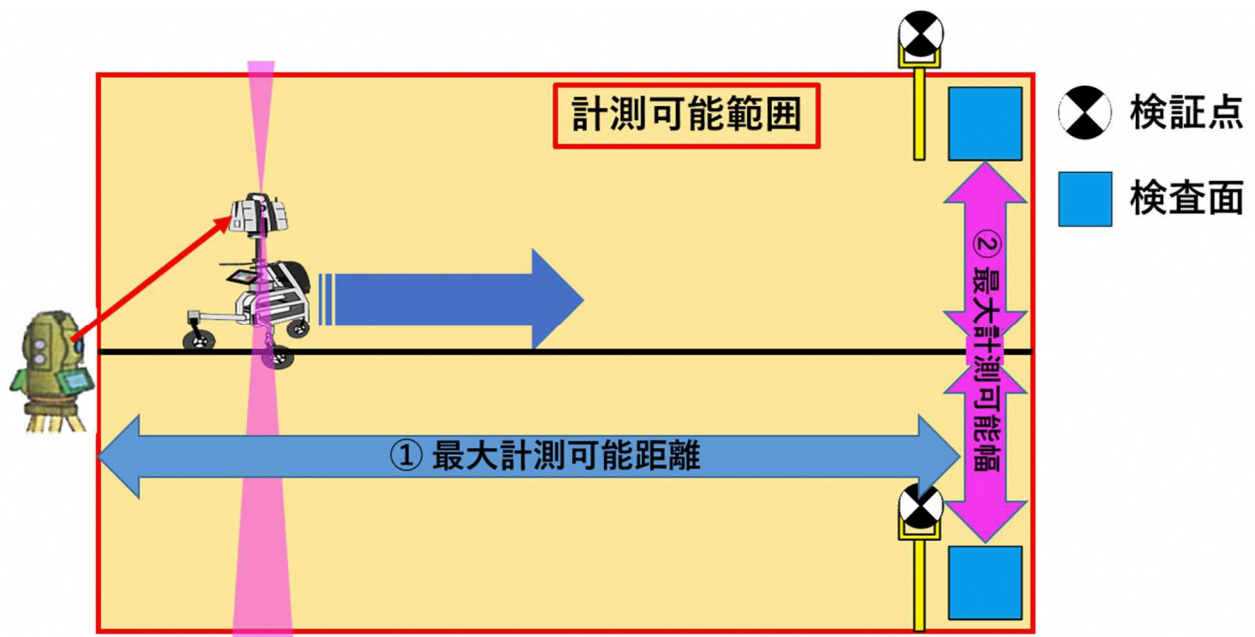 計測可能範囲
検証点
検査面
② 最大計測可能幅
① 最大計測可能距離